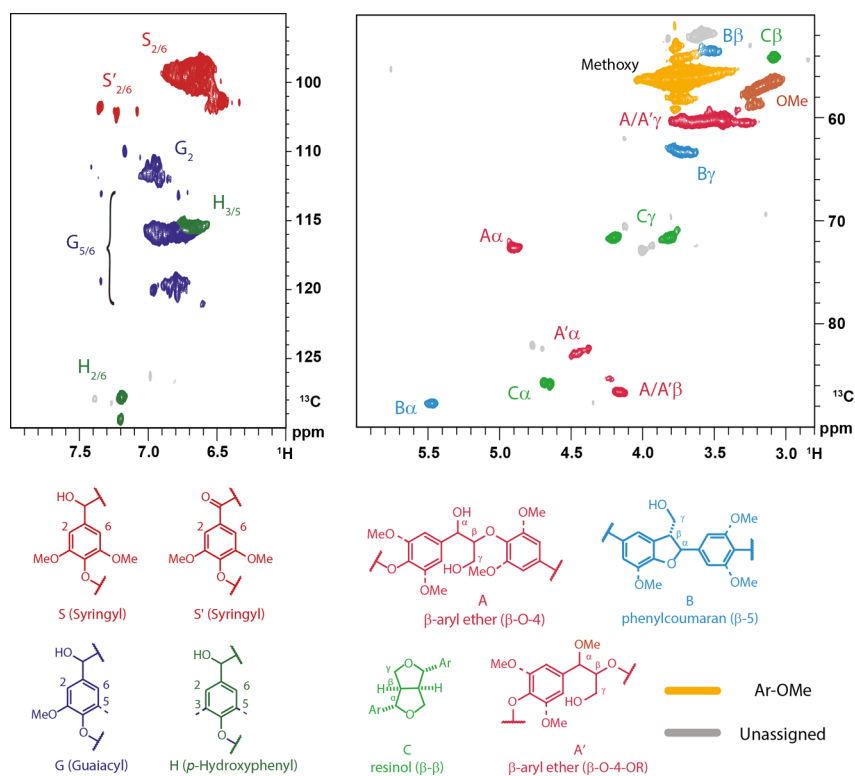 S2/6
S'2/6
G2
H3/5
G5/6
H2/6
100
110
115
120
125
13C
ppm
7.5
7.0
1H
Methoxy
Bβ
Cβ
OMe
A/A'γ
Bγ
Cγ
Aα
A'α
Cα
A/A'β
Bα
60
70
80
13C
ppm
5.5
5.0
4.5
4.0
3.5
3.0
1H
HO
2
6
MeO
OMe
O
S (Syringyl)
O
2
6
MeO
OMe
O
S' (Syringyl)
OH
OMe
MeO
α
β
O
γ
HO
MeO
O
OMe
A
β-aryl ether (β-O-4)
HO
γ
β
α
OMe
O
OMe
OMe
B
phenylcoumaran (β-5)
HO
2
6
5
MeO
O
G (Guaiacyl)
HO
2
6
3
5
O
H (p-Hydroxyphenyl)
O
Ar
γ
H
β
H
α
Ar
O
C
resinol (β-β)
OMe
MeO
α
β
O
γ
HO
O
OMe
A'
β-aryl ether (β-O-4-OR)
Ar-OMe
Unassigned